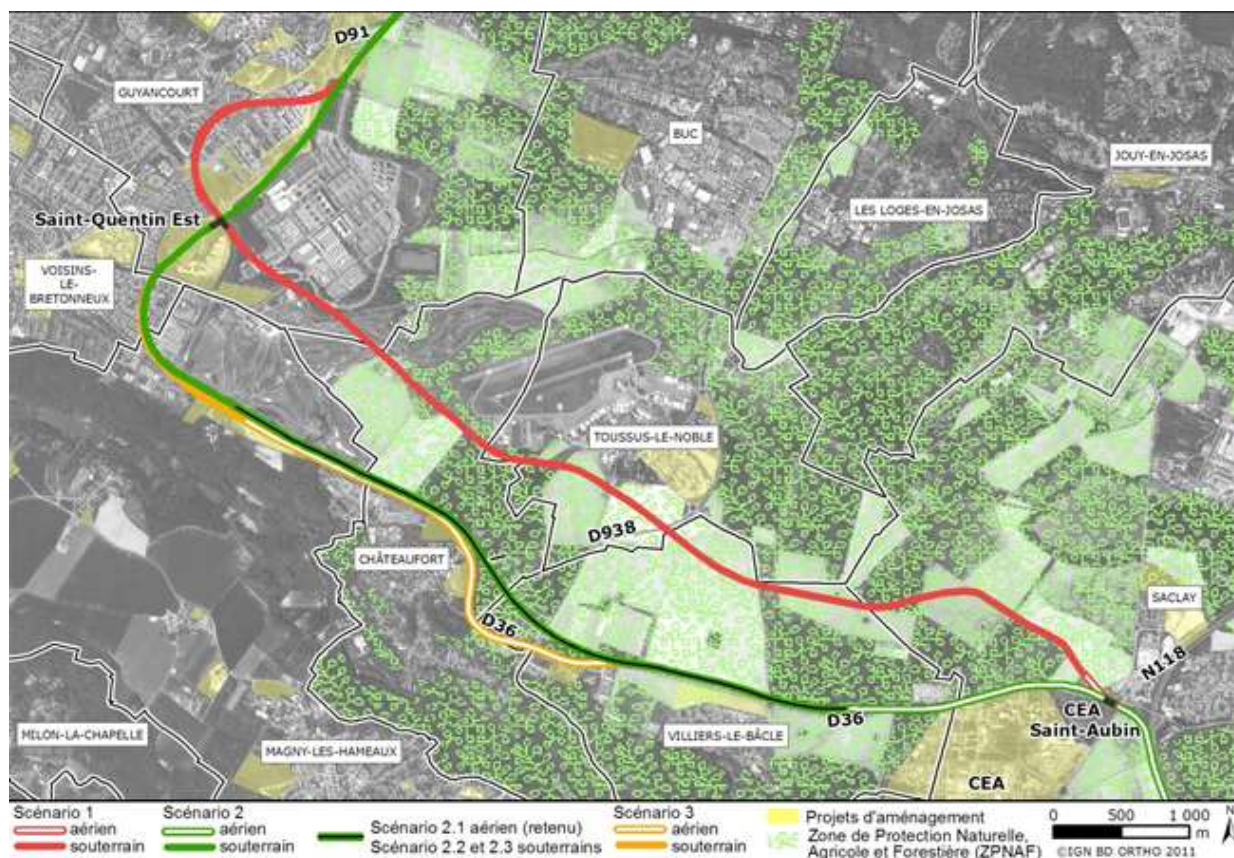 D91
GUYANCOURT
BUC
JOUY-EN-JOSAS
Saint-Quentin Est
LES LOGES-EN-JOSAS
VOISINS-
LE-
BRETONNEUX
TOUSSUS-LE-NOBLE
D938
CHÂTEAUFORT
SACLAY
D36
N118
CEA
Saint-Aubin
D36
MILON-LA-CHAPELLE
VILLIERS-LE-BÂCLE
MAGNY-LES-HAMEAUX
CEA
Scénario 1
aérien
souterrain
Scénario 2
aérien
souterrain
Scénario 2.1 aérien (retenu)
Scénario 2.2 et 2.3 souterrains
Scénario 3
aérien
souterrain
Projets d'aménagement
Zone de Protection Naturelle,
Agricole et Forestière (ZPNAF)
0 500 1 000
m
N
©IGN BD ORTHO 2011